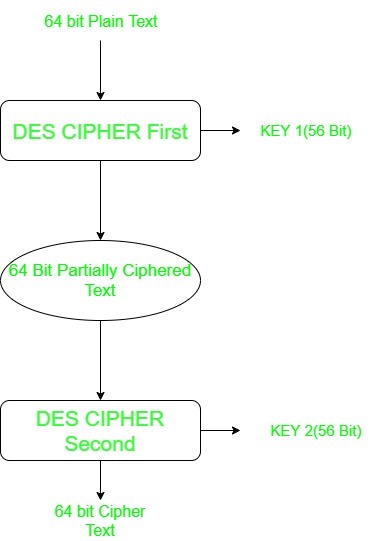 64 bit Plain Text
DES CIPHER First
KEY 1(56 Bit)
64 Bit Partially Ciphered
Text
DES CIPHER
Second
KEY 2(56 Bit)
64 bit Cipher
Text